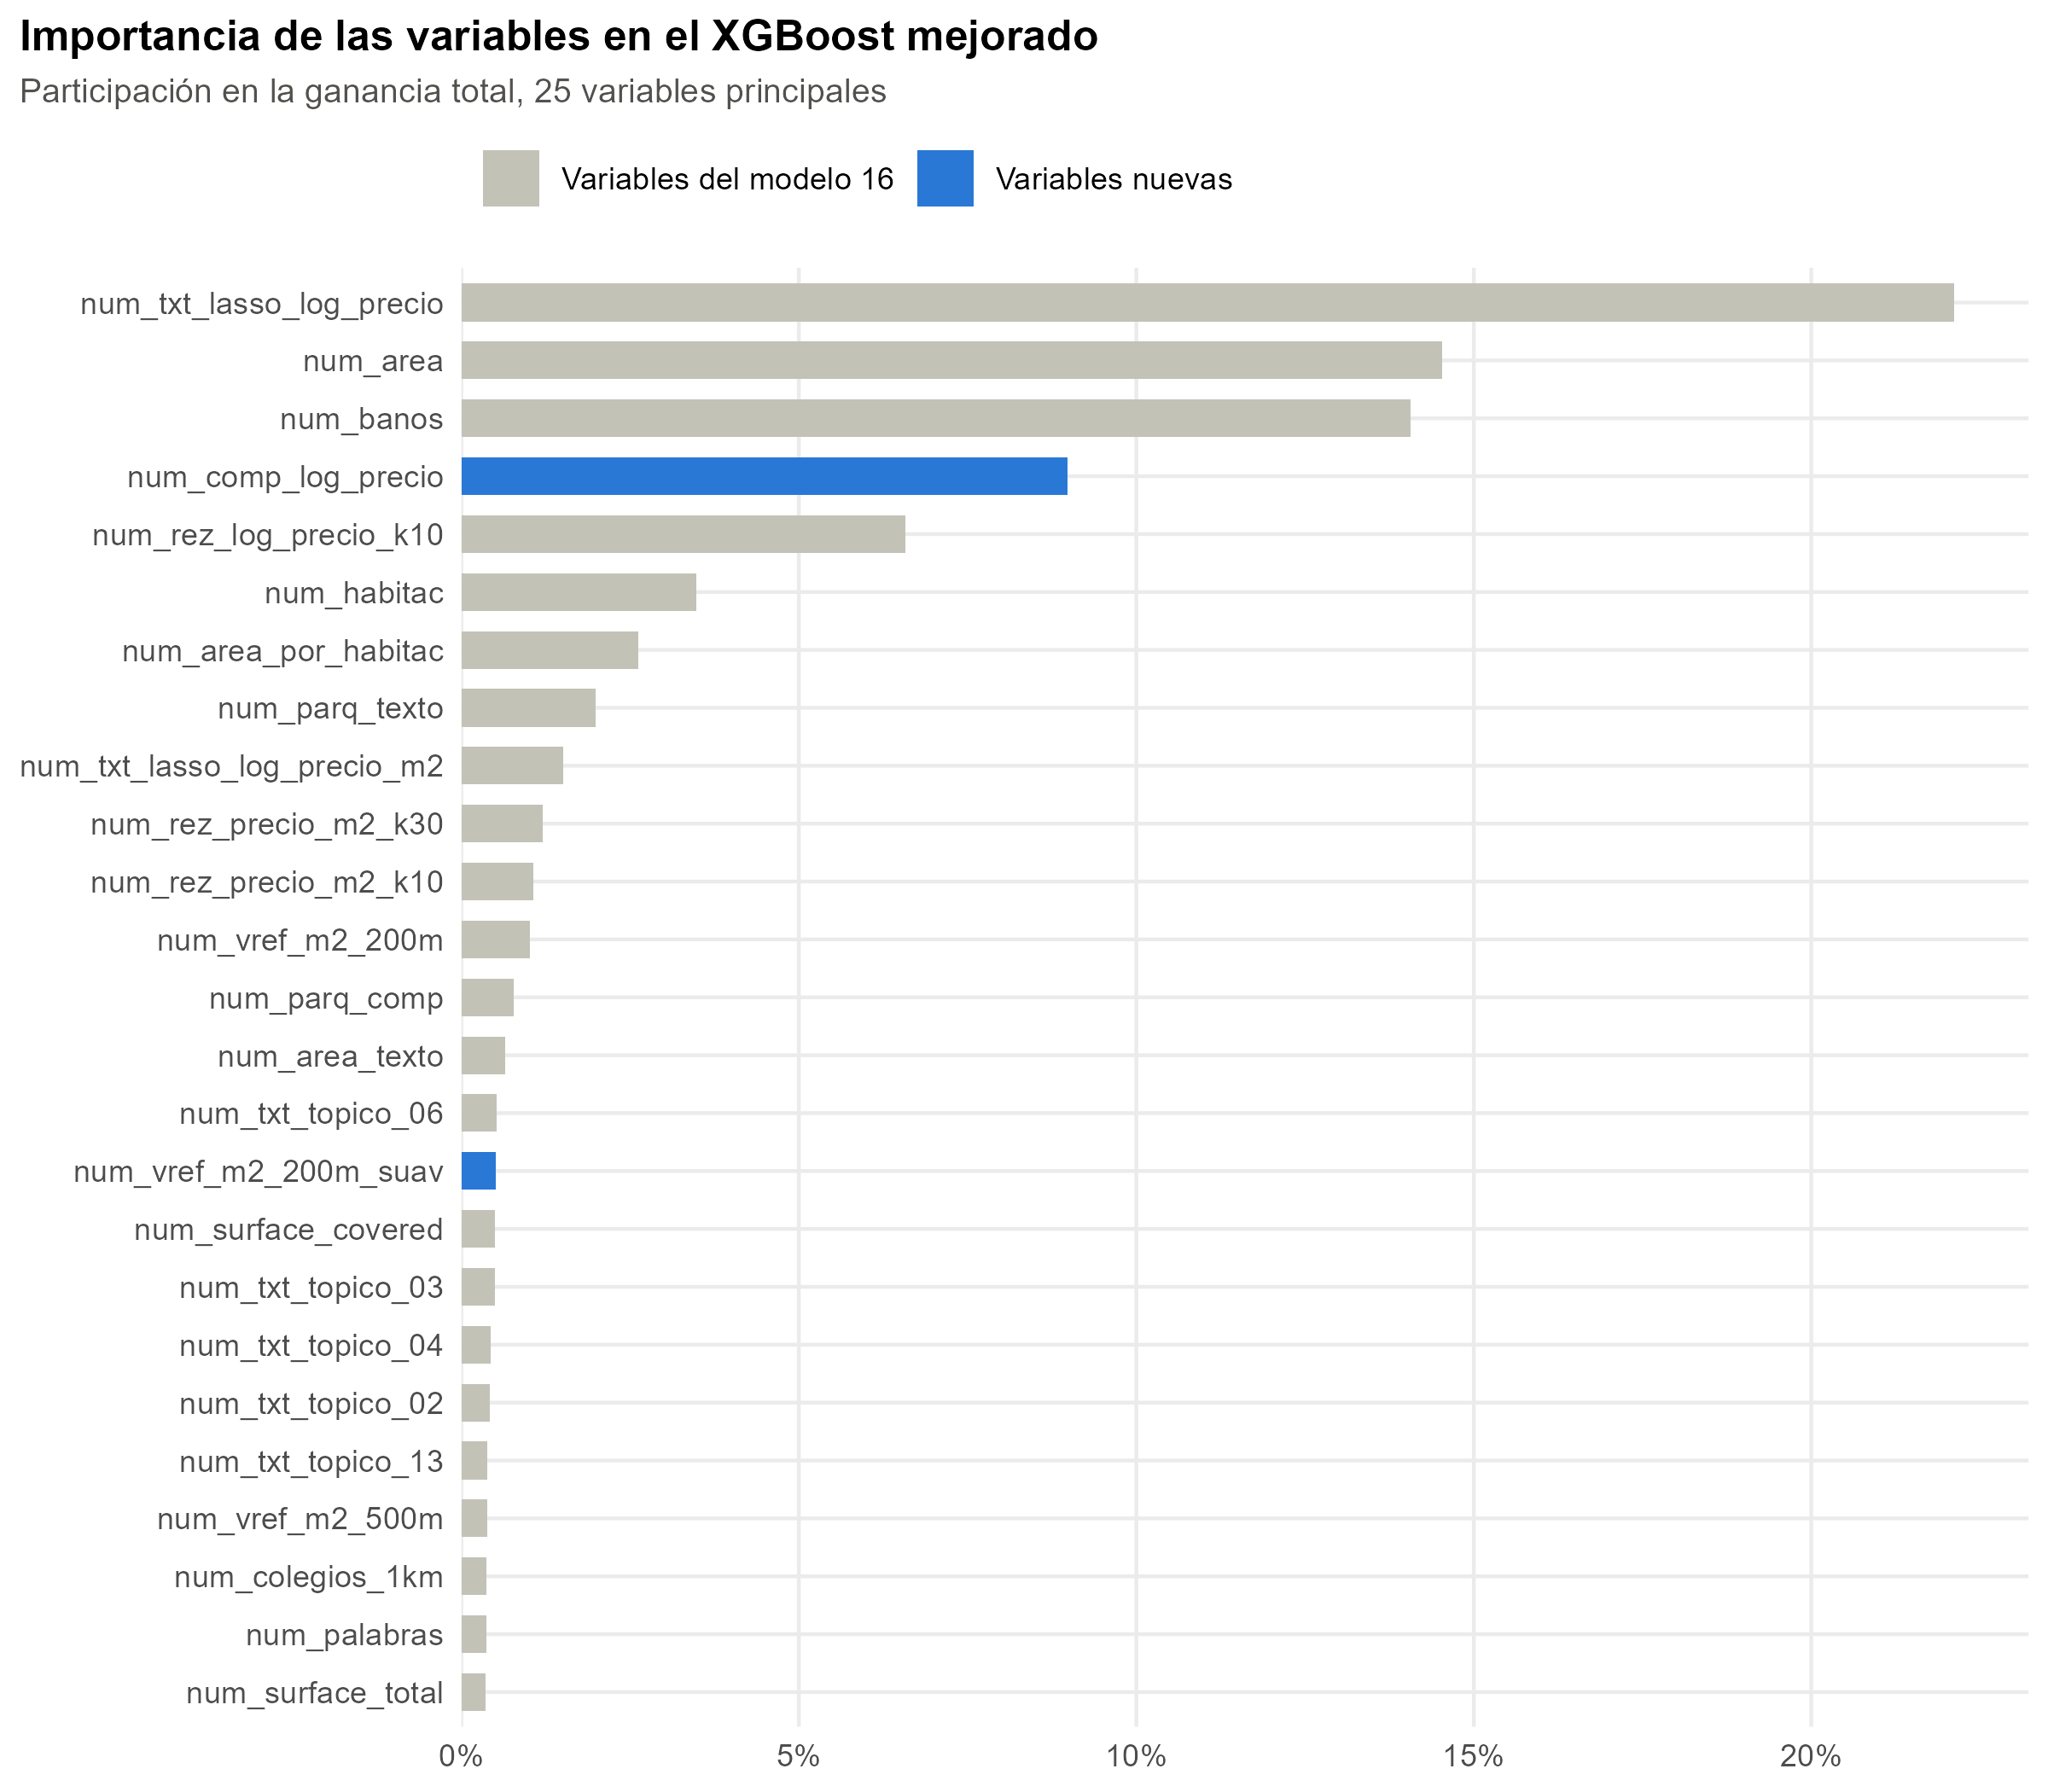 Importancia de las variables en el XGBoost mejorado
Participación en la ganancia total, 25 variables principales
Variables del modelo 16 Variables nuevas
num_txt_lasso_log_precio
num_area
num_banos
num_comp_log_precio
num_rez_log_precio_k10
num_habitac
num_area_por_habitac
num_parq_texto
num_txt_lasso_log_precio_m2
num_rez_precio_m2_k30
num_rez_precio_m2_k10
num_vref_m2_200m
num_parq_comp
num_area_texto
num_txt_topico_06
num_vref_m2_200m_suav
num_surface_covered
num_txt_topico_03
num_txt_topico_04
num_txt_topico_02
num_txt_topico_13
num_vref_m2_500m
num_colegios_1km
num_palabras
num_surface_total
0% 5% 10% 15% 20%